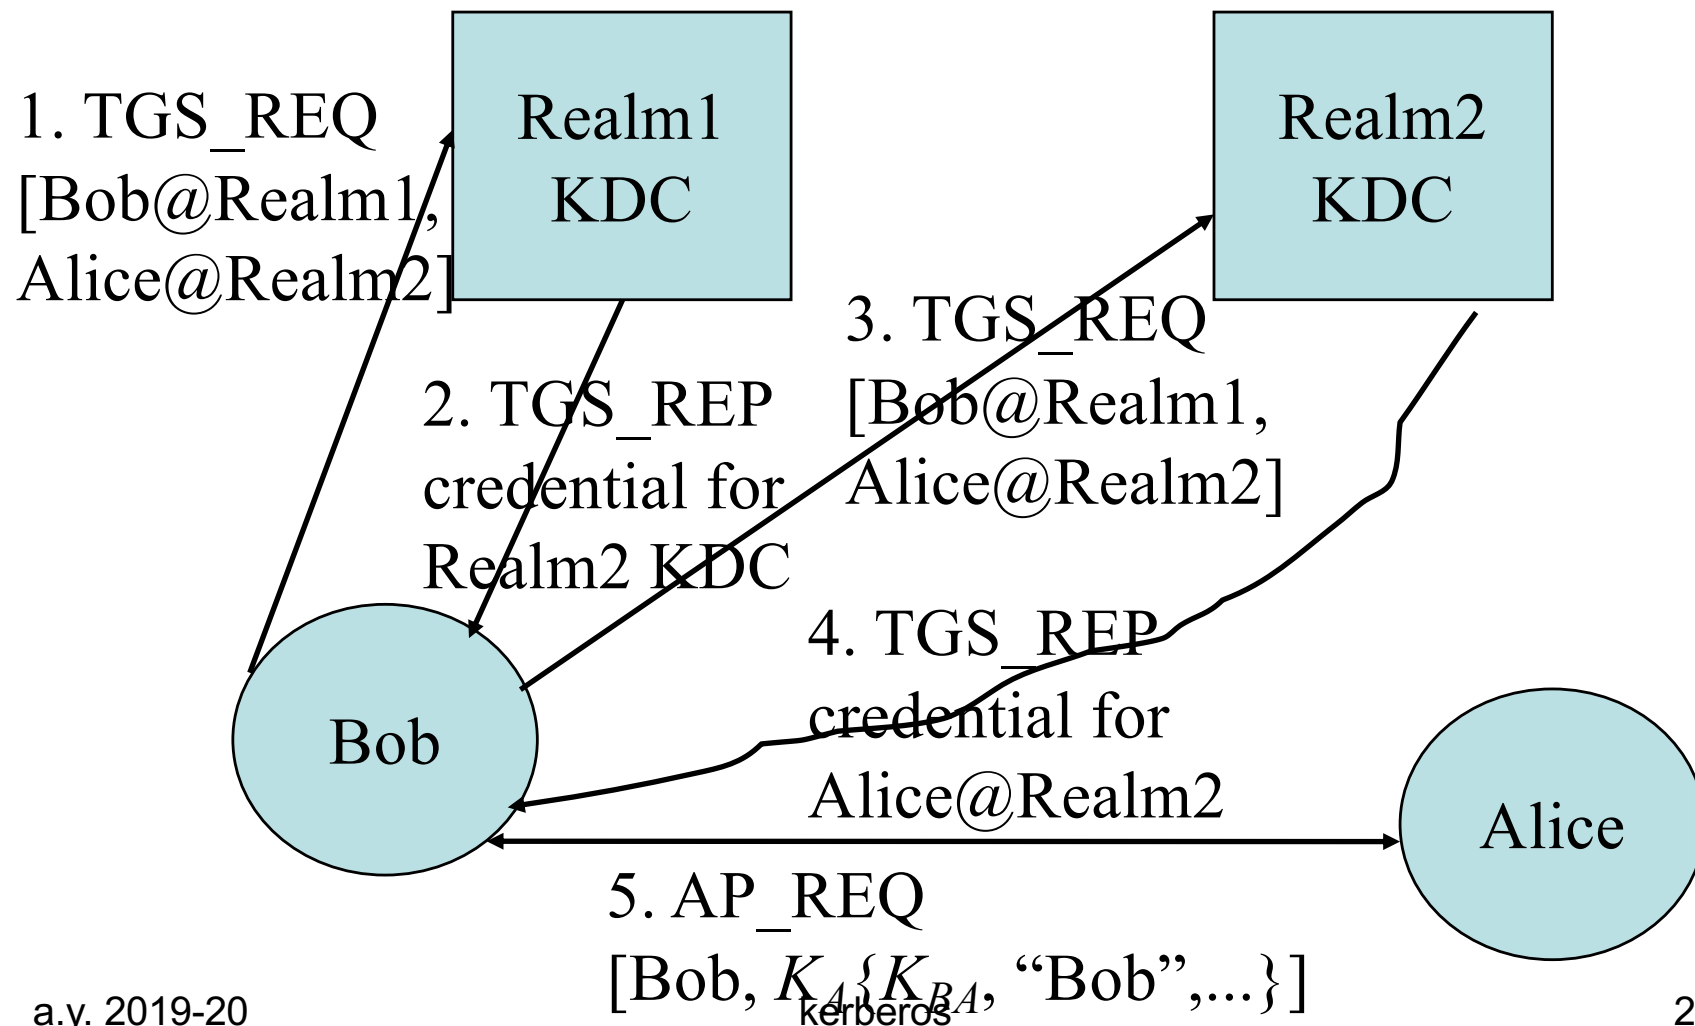 1. TGS_REQ
[Bob@Realm1,
Alice@Realm2]
Realm1
KDC
Realm2
KDC
2. TGS_REP
credential for
Realm2 KDC
3. TGS_REQ
[Bob@Realm1,
Alice@Realm2]
4. TGS_REP
credential for
Alice@Realm2
Bob
Alice
5. AP_REQ
[Bob, K_A{K_BA, “Bob”,...}]
a.y. 2019-20
kerberos
2